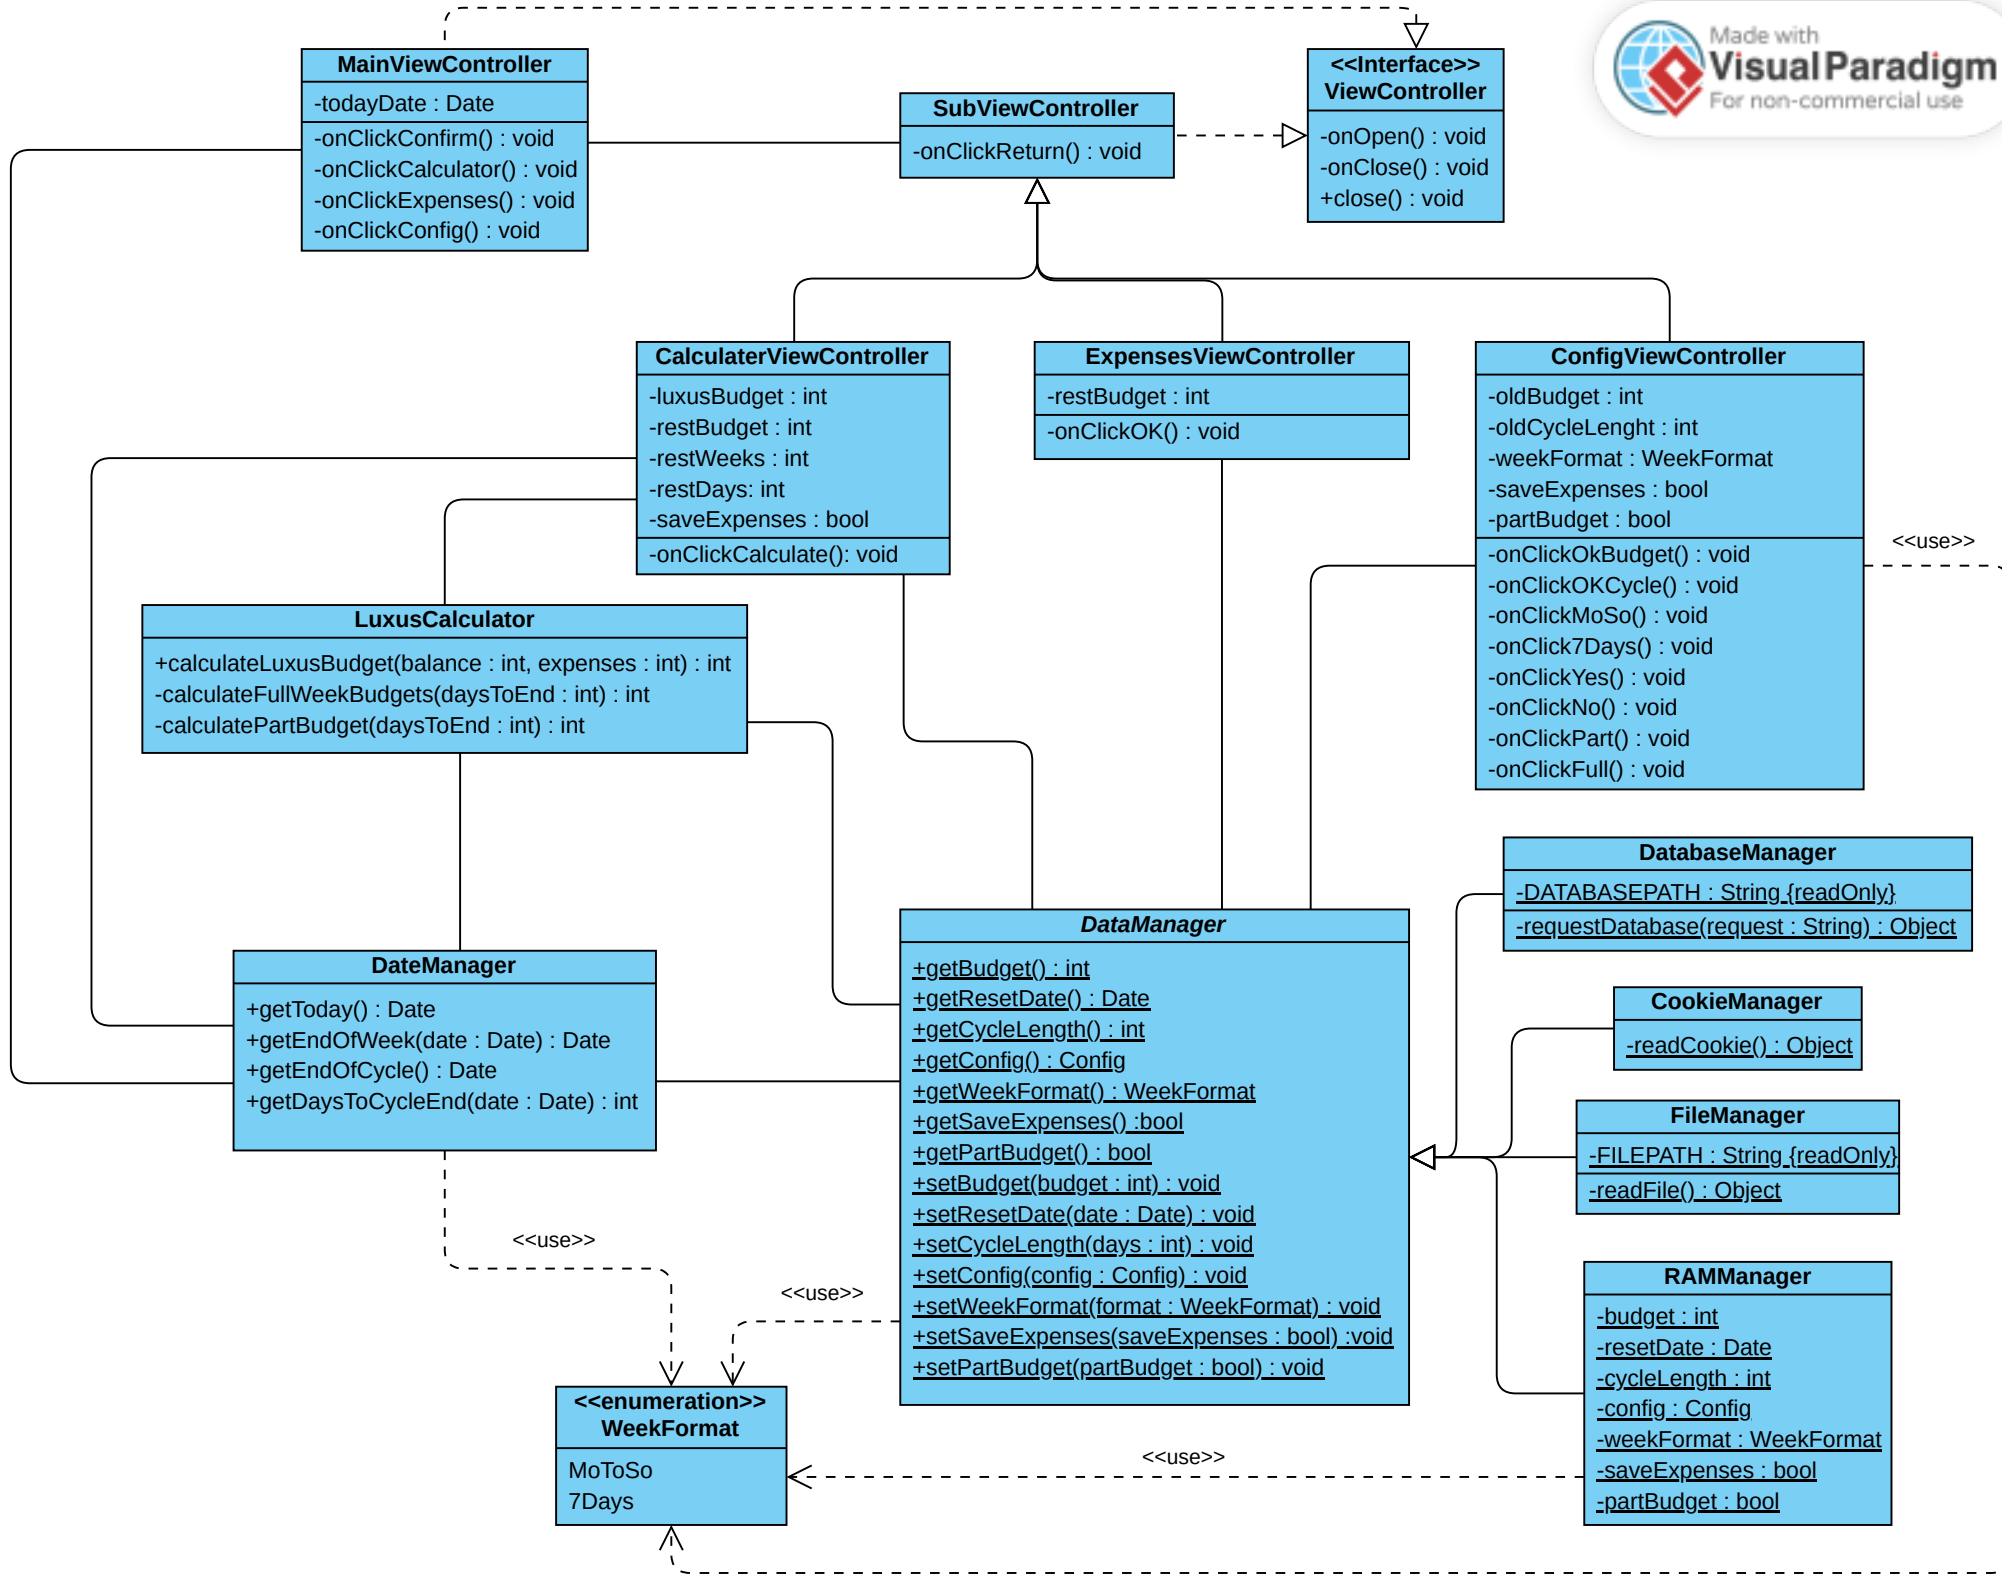 Made with
Visual Paradigm
For non-commercial use
MainViewController
-todayDate : Date
-onClickConfirm() : void
-onClickCalculator() : void
-onClickExpenses() : void
-onClickConfig() : void
SubViewController
-onClickReturn() : void
<<Interface>>
ViewController
-onOpen() : void
-onClose() : void
+close() : void
CalculaterViewController
-luxusBudget : int
-restBudget : int
-restWeeks : int
-restDays: int
-saveExpenses : bool
-onClickCalculate(): void
ExpensesViewController
-restBudget : int
-onClickOK() : void
ConfigViewController
-oldBudget : int
-oldCycleLenght : int
-weekFormat : WeekFormat
-saveExpenses : bool
-partBudget : bool
-onClickOkBudget() : void
-onClickOKCycle() : void
-onClickMoSo() : void
-onClick7Days() : void
-onClickYes() : void
-onClickNo() : void
-onClickPart() : void
-onClickFull() : void
<<use>>
LuxusCalculator
+calculateLuxusBudget(balance : int, expenses : int) : int
-calculateFullWeekBudgets(daysToEnd : int) : int
-calculatePartBudget(daysToEnd : int) : int
DatabaseManager
-DATABASEPATH : String {readOnly}
-requestDatabase(request : String) : Object
DateManager
+getToday() : Date
+getEndOfWeek(date : Date) : Date
+getEndOfCycle() : Date
+getDaysToCycleEnd(date : Date) : int
DataManager
+getBudget() : int
+getResetDate() : Date
+getCycleLength() : int
+getConfig() : Config
+getWeekFormat() : WeekFormat
+getSaveExpenses() :bool
+getPartBudget() : bool
+setBudget(budget : int) : void
+setResetDate(date : Date) : void
+setCycleLength(days : int) : void
+setConfig(config : Config) : void
+setWeekFormat(format : WeekFormat) : void
+setSaveExpenses(saveExpenses : bool) :void
+setPartBudget(partBudget : bool) : void
CookieManager
-readCookie() : Object
FileManager
-FILEPATH : String {readOnly}
-readFile() : Object
RAMManager
-budget : int
-resetDate : Date
-cycleLength : int
-config : Config
-weekFormat : WeekFormat
-saveExpenses : bool
-partBudget : bool
<<use>>
<<use>>
<<use>>
<<enumeration>>
WeekFormat
MoToSo
7Days